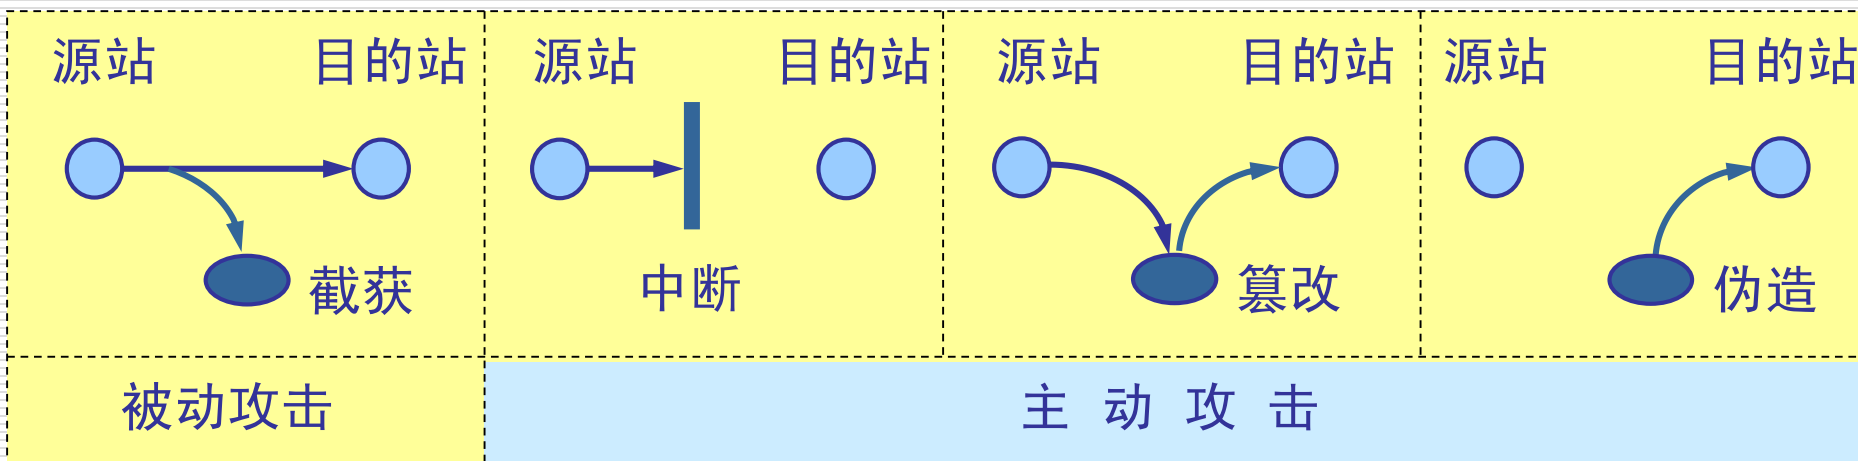 源站 目的站 源站 目的站 源站 目的站 源站 目的站
截获 中断 篡改 伪造
被动攻击 主 动 攻 击